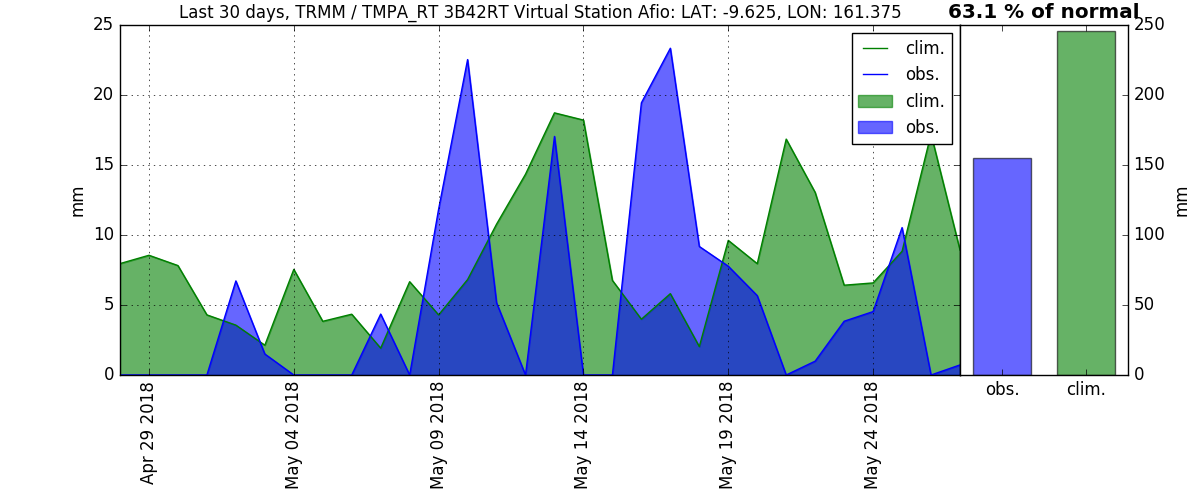 Last 30 days, TRMM / TMPA_RT 3B42RT Virtual Station Afio: LAT: -9.625, LON: 161.375
63.1 % of normal
25
20
15
10
5
0
mm
clim.
obs.
clim.
obs.
250
200
150
100
50
0
mm
Apr 29 2018
May 04 2018
May 09 2018
May 14 2018
May 19 2018
May 24 2018
obs.
clim.